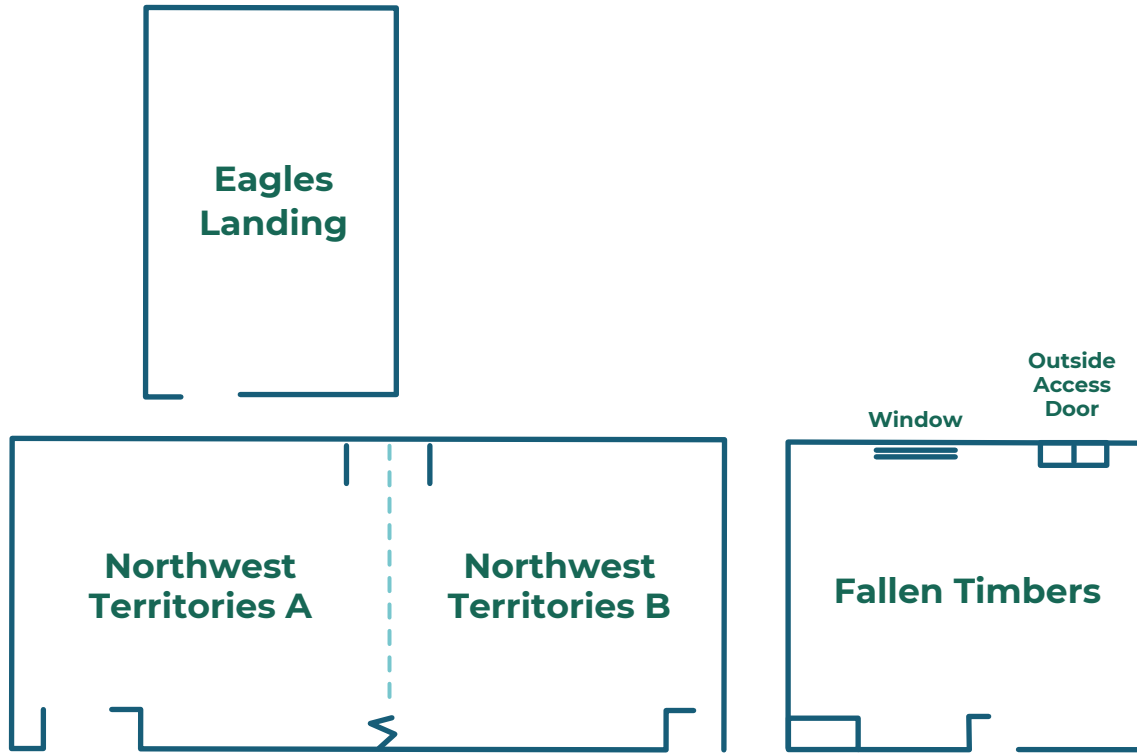 Eagles
Landing
Outside
Access
Door
Window
Northwest
Territories A
Northwest
Territories B
Fallen Timbers